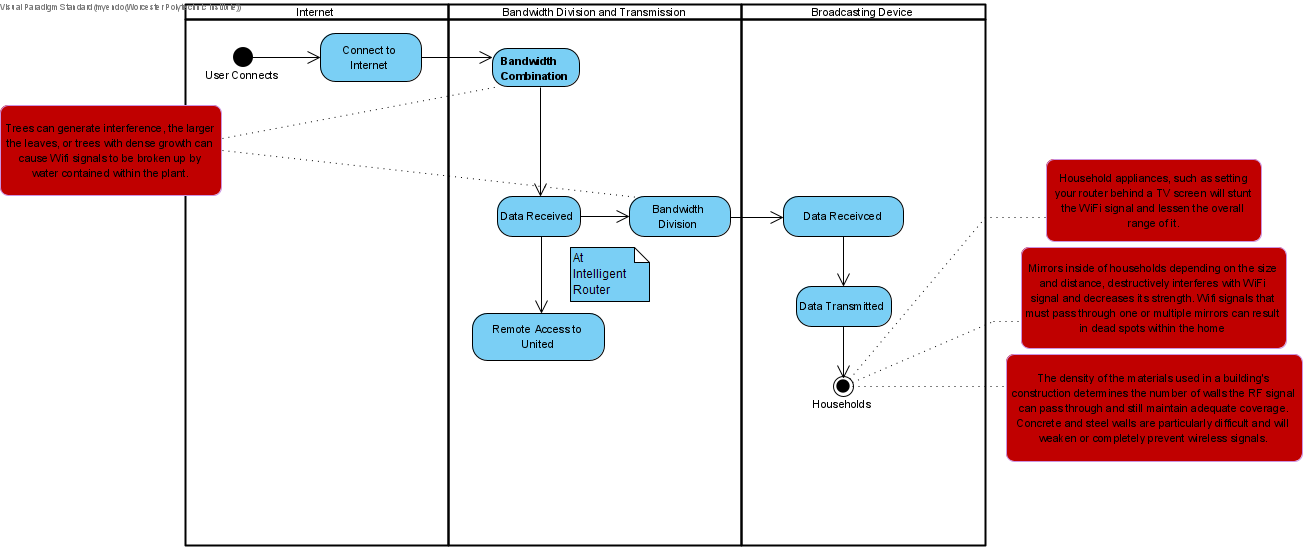 Visual Paradigm Standard(myendo(Worcester Polytechnic Institute))
Internet
Bandwidth Division and Transmission
Broadcasting Device
User Connects
Connect to
Internet
Bandwidth
Combination
Trees can generate interference, the larger
the leaves, or trees with dense growth can
cause Wifi signals to be broken up by
water contained within the plant.
Data Received
Bandwidth
Division
Data Receivced
At
Intelligent
Router
Remote Access to
United
Data Transmitted
Households
Household appliances, such as setting
your router behind a TV screen will stunt
the WiFi signal and lessen the overall
range of it.
Mirrors inside of households depending on the size
and distance, destructively interferes with WiFi
signal and decreases its strength. Wifi signals that
must pass through one or multiple mirrors can result
in dead spots within the home.
The density of the materials used in a building's
construction determines the number of walls the RF signal
can pass through and still maintain adequate coverage.
Concrete and steel walls are particularly difficult and will
weaken or completely prevent wireless signals.